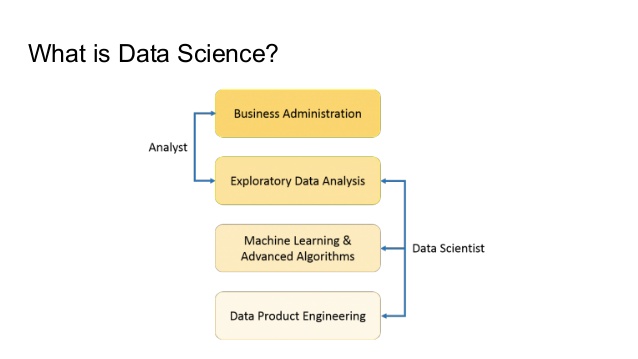 What is Data Science?
Business Administration
Analyst
Exploratory Data Analysis
Machine Learning &
Advanced Algorithms
Data Scientist
Data Product Engineering